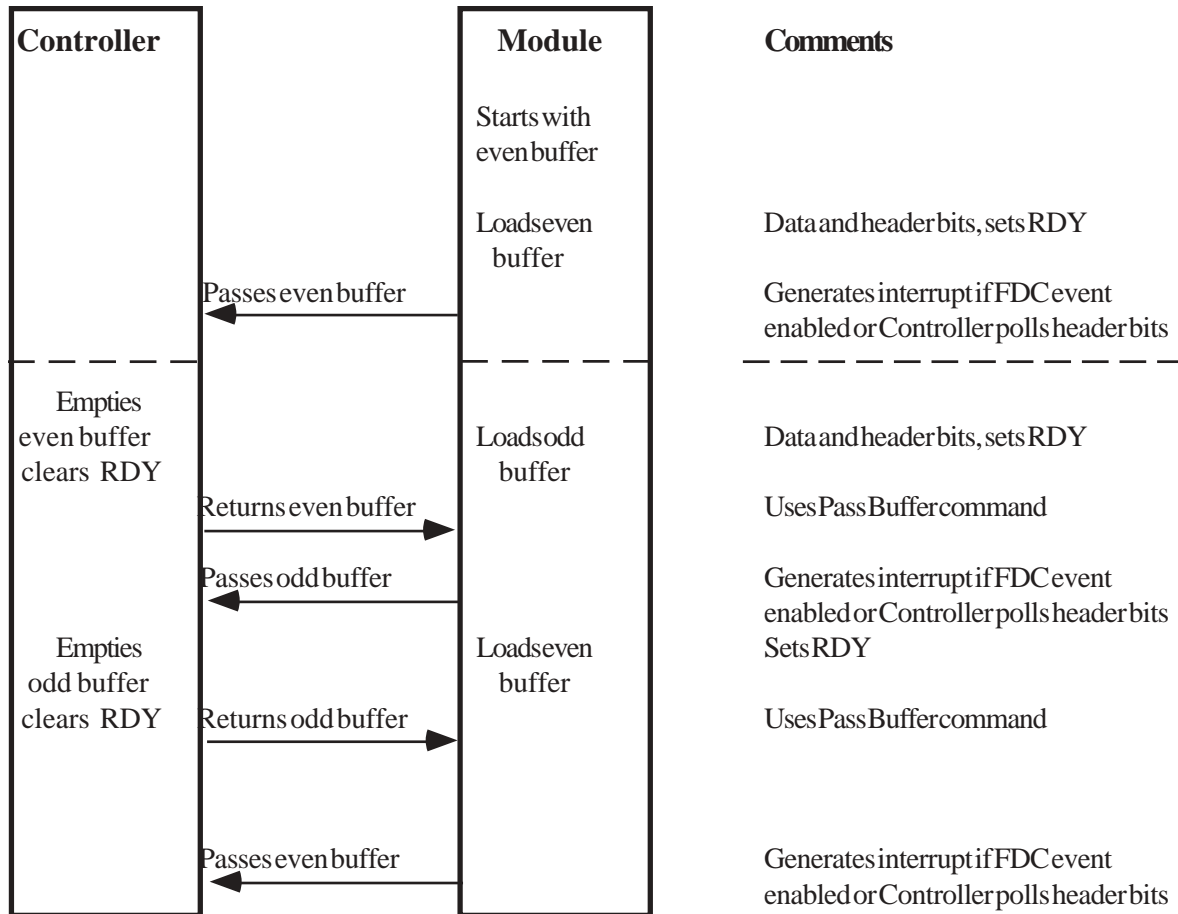 Controller Module Comments
Starts with
even buffer
Loads even Data and header bits, sets RDY
buffer
Passes even buffer Generates interrupt if FDC event
enabled or Controller polls header bits
Empties
even buffer Loads odd Data and header bits, sets RDY
clears RDY buffer
Returns even buffer Uses Pass Buffer command
Passes odd buffer Generates interrupt if FDC event
enabled or Controller polls header bits
Empties Loads even Sets RDY
odd buffer buffer
clears RDY Returns odd buffer Uses Pass Buffer command
Passes even buffer Generates interrupt if FDC event
enabled or Controller polls header bits